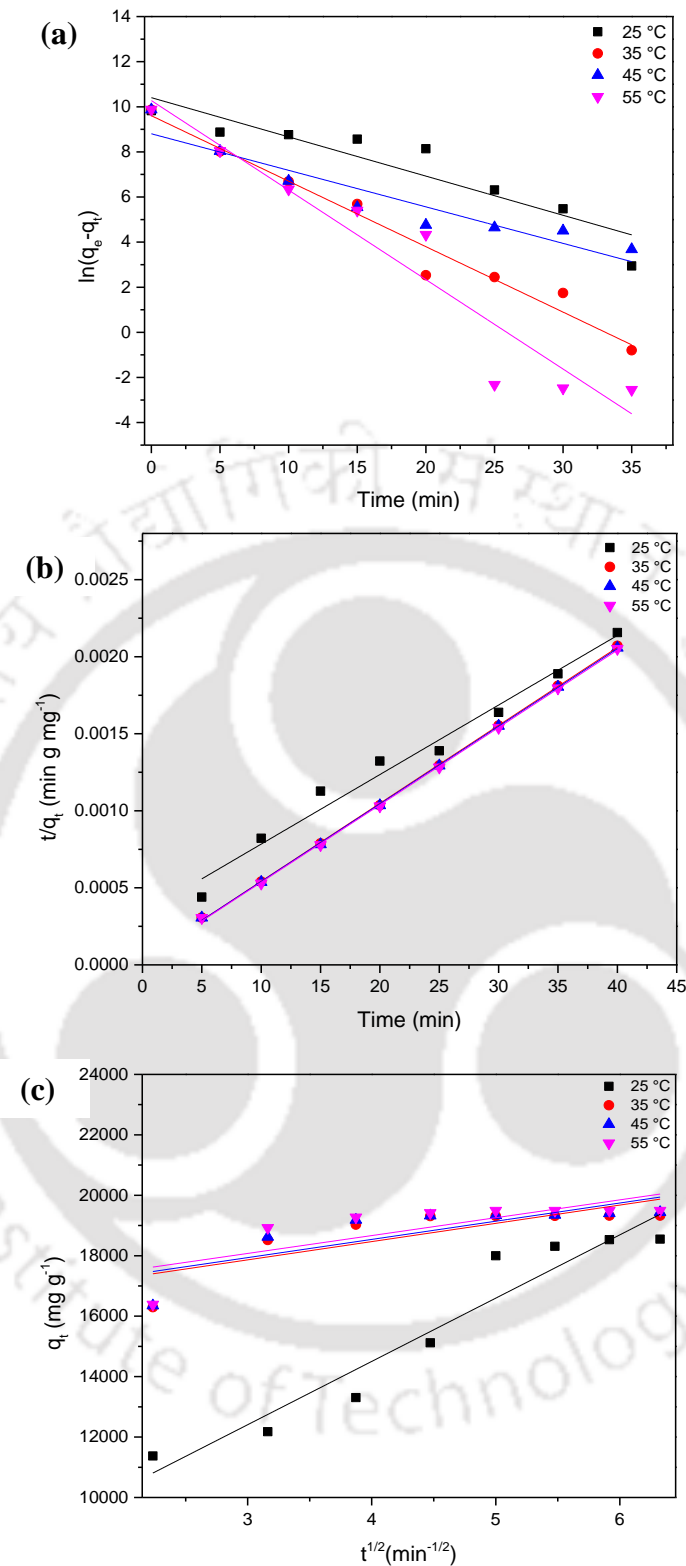 (a)
14
12
10
8
6
4
2
0
-2
-4
ln(qₑ-qₜ)
25 °C
35 °C
45 °C
55 °C
0 5 10 15 20 25 30 35
Time (min)
(b)
0.0025
0.0020
0.0015
0.0010
0.0005
0.0000
t/qₜ (min g mg⁻¹)
25 °C
35 °C
45 °C
55 °C
0 5 10 15 20 25 30 35 40 45
Time (min)
(c)
24000
22000
20000
18000
16000
14000
12000
10000
qₜ (mg g⁻¹)
25 °C
35 °C
45 °C
55 °C
3 4 5 6
t¹/²(min⁻¹/²)
stitute of Technology